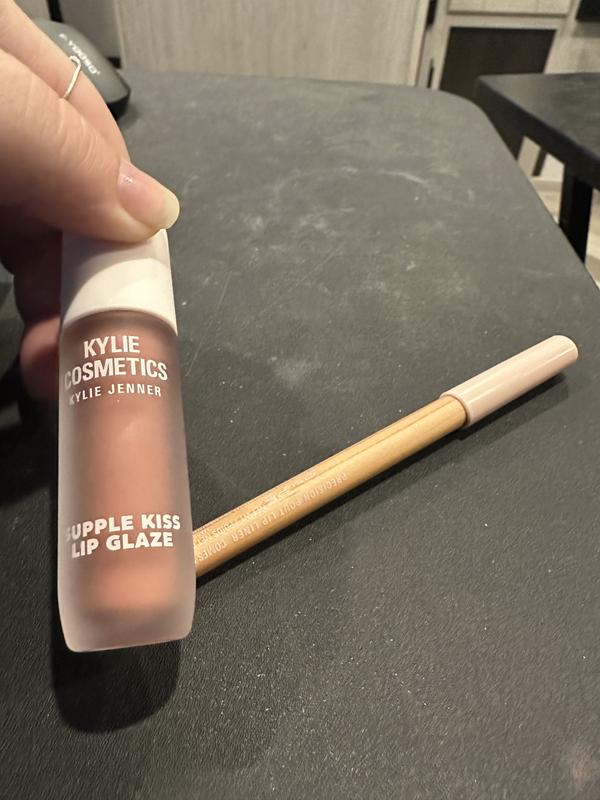 KYLIE
COSMETICS
KYLIE JENNER
SUPPLE KISS
LIP GLAZE
PRECISION POUT LIP LINER